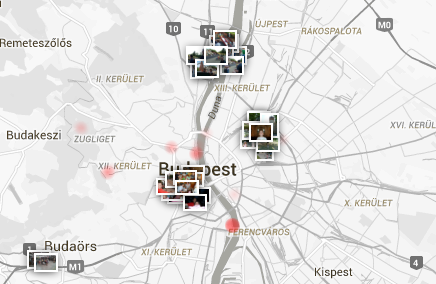 ÚJPEST
10
11
M0
RÁKOSPALOTA
Remeteszőlős
II. KERÜLET
XIII. KERÜLET
Duna
XVI. KERÜL
Budakeszi
ZUGLIGET
XII. KERÜLET
Budapest
X. KERÜLET
FERENCVÁROS
Budaörs
1
M1
XI. KERÜLET
Kispest
4